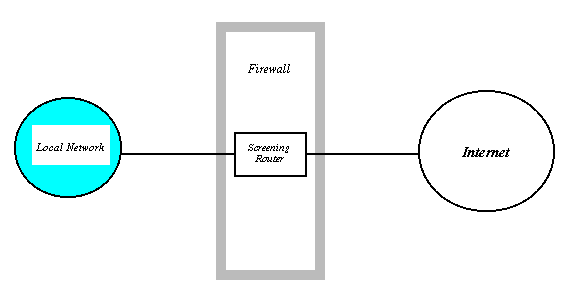 Firewall
Local Network
Screening
Router
Internet